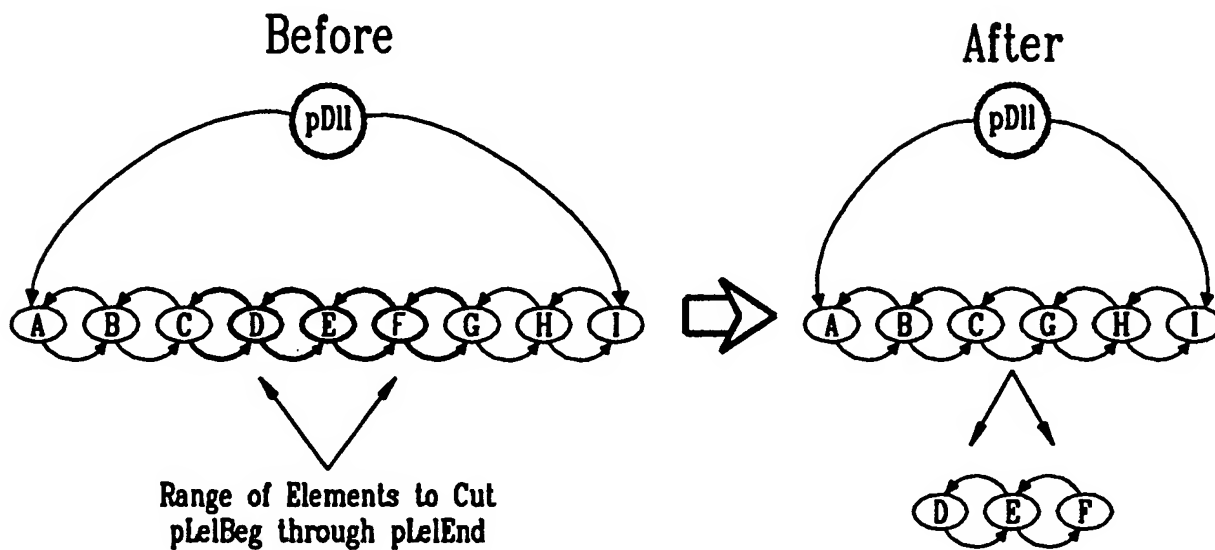 Before
After
pDll
pDll
A B C D E F G H I
A B C G H I
Range of Elements to Cut
pLelBeg through pLelEnd
D E F